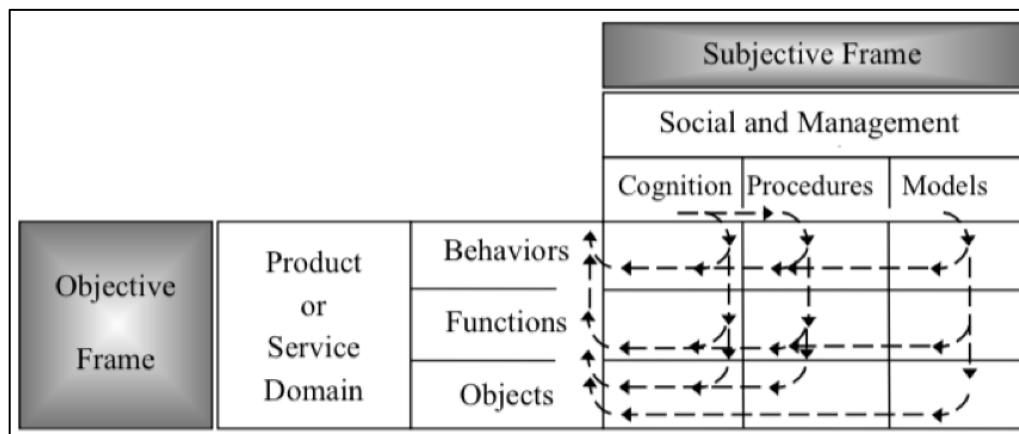 Subjective Frame
Social and Management
Cognition Procedures Models
Objective
Frame
Product
or
Service
Domain
Behaviors
Functions
Objects